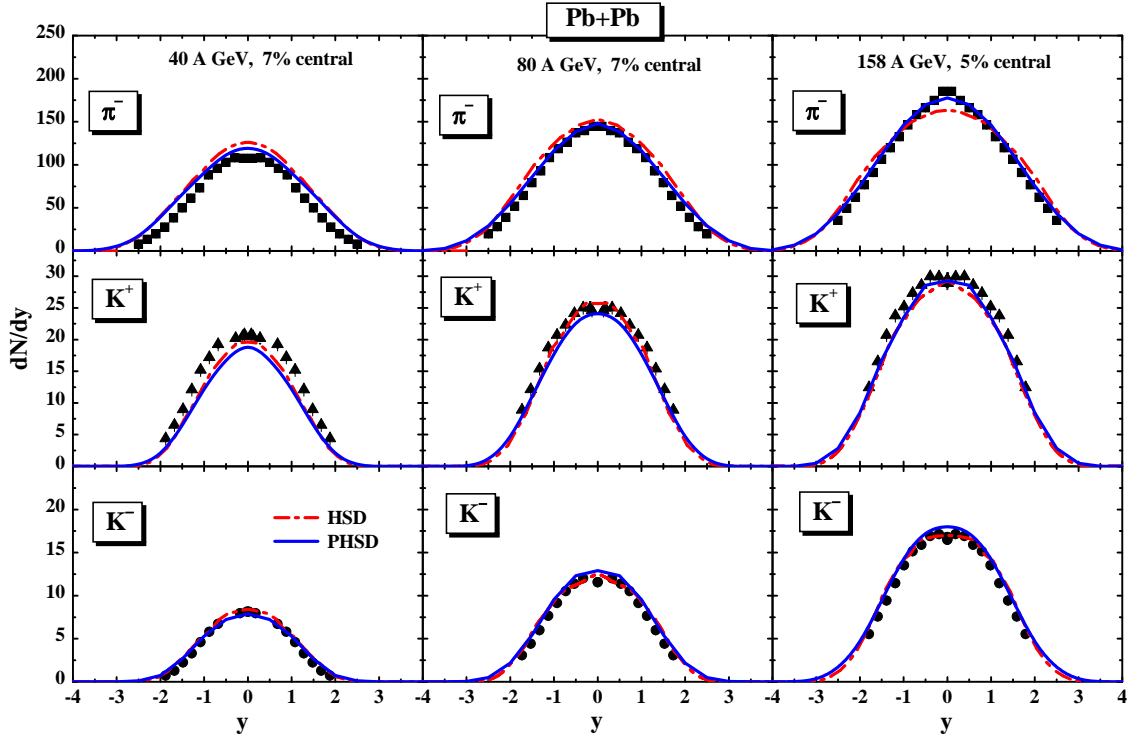 Pb+Pb
40 A GeV, 7% central
80 A GeV, 7% central
158 A GeV, 5% central
250
200
150
100
50
0
π⁻
π⁻
π⁻
dN/dy
30
25
20
15
10
5
0
K⁺
K⁺
K⁺
20
15
10
5
0
K⁻
K⁻
K⁻
HSD
PHSD
-4 -3 -2 -1 0 1 2 3 -4 -3 -2 -1 0 1 2 3 -4 -3 -2 -1 0 1 2 3 4
y y y